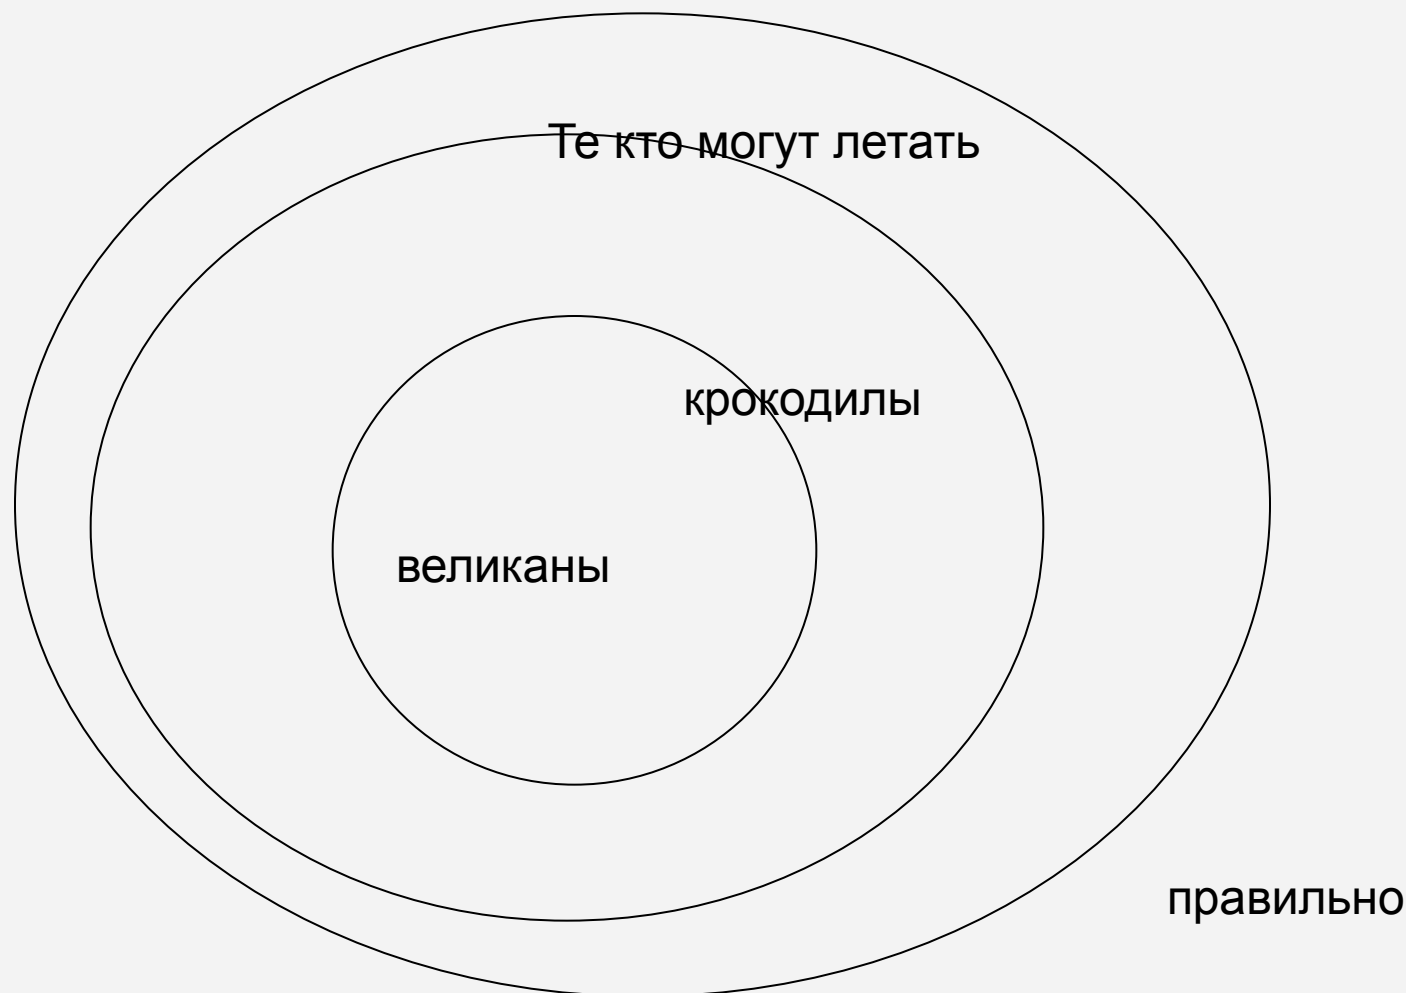 Те кто могут летать
крокодилы
великаны
правильно